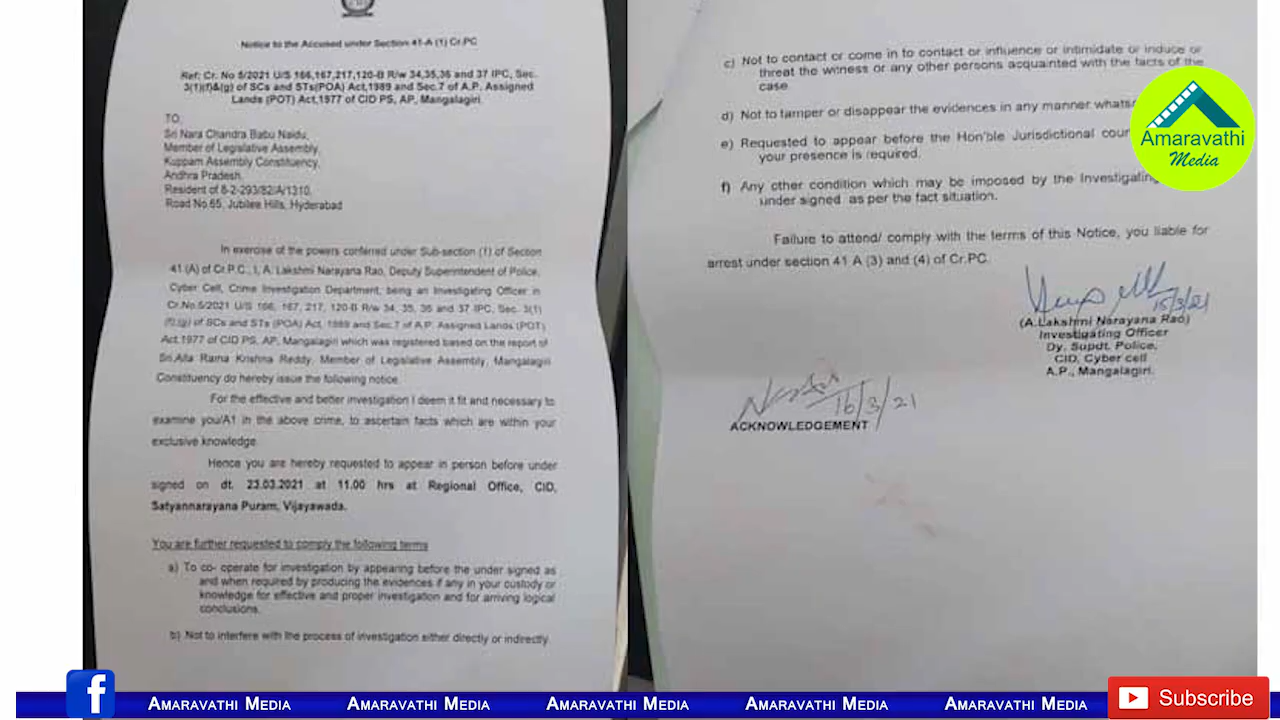 Notice to the Accused under Section 41-A (1) Cr.PC
Ref: Cr. No 5/2021 U/S 166,167,217,120-B R/w 34,35,36 and 37 IPC, Sec.
3(1)(f)&(g) of SCs and STs(POA) Act,1989 and Sec.7 of A.P. Assigned
Lands (POT) Act,1977 of CID PS, AP, Mangalagiri
TO,
Sri Nara Chandra Babu Naidu,
Member of Legislative Assembly,
Kuppam Assembly Constituency,
Andhra Pradesh,
Resident of 8-2-293/82/A/1310,
Road No.65, Jubilee Hills, Hyderabad
In exercise of the powers conferred under Sub-section (1) of Section
41 (A) of Cr.P.C., I, A. Lakshmi Narayana Rao, Deputy Superintendent of Police,
Cyber Cell, Crime Investigation Department, being an Investigating Officer in
Cr.No.5/2021 U/S 166, 167, 217, 120-B R/w 34, 35, 36 and 37 IPC, Sec. 3(1)
(f),(g) of SCs and STs (POA) Act, 1989 and Sec.7 of A.P. Assigned Lands (POT)
Act.1977 of CID PS, AP, Mangalagiri which was registered based on the report of
Sri.Alla Rama Krishna Reddy, Member of Legislative Assembly, Mangalagiri
Constituency do hereby issue the following notice.
For the effective and better investigation I deem it fit and necessary to
examine you/A1 in the above crime, to ascertain facts which are within your
exclusive knowledge.
Hence you are hereby requested to appear in person before under
signed on dt. 23.03.2021 at 11.00 hrs at Regional Office, CID,
Satyannarayana Puram, Vijayawada.
You are further requested to comply the following terms
a) To co- operate for investigation by appearing before the under signed as
and when required by producing the evidences if any in your custody or
knowledge for effective and proper investigation and for arriving logical
conclusions.
b) Not to interfere with the process of investigation either directly or indirectly
c) Not to contact or come in to contact or influence or intimidate or induce or
threat the witness or any other persons acquainted with the facts of the
case.
d) Not to tamper or disappear the evidences in any manner
e) Requested to appear before the Hon'ble Jurisdictional
your presence is required.
f) Any other condition which may be imposed by the
under signed as per the fact situation.
Failure to attend/ comply with the terms of this Notice, you liable for
arrest under section 41 A (3) and (4) of Cr.PC.
15/3/21
(A.Lakshmi Narayana Rao)
Investigating Officer
Dy. Supdt. Police,
CID, Cyber cell
A.P., Mangalagiri.
16/3/21
ACKNOWLEDGEMENT
Amaravathi
Media
f AMARAVATHI MEDIA AMARAVATHI MEDIA AMARAVATHI MEDIA AMARAVATHI MEDIA AMARAVATHI MEDIA Subscribe